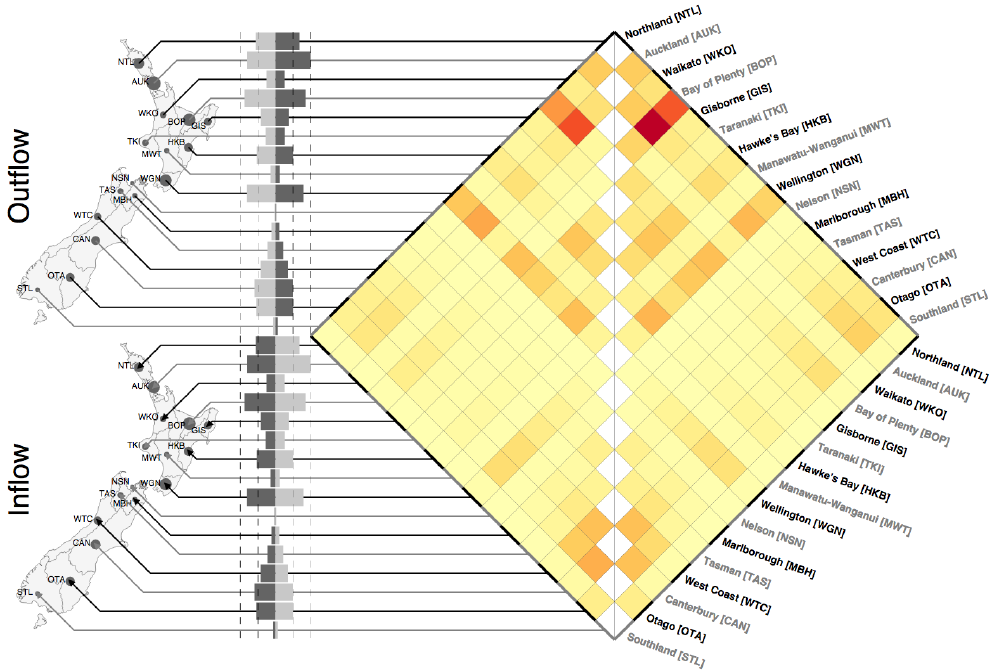 Outflow
NTL
AUK
WKO
BOP
GIS
TKI
HKB
MWT
NSN
WGN
TAS
MBH
WTC
CAN
OTA
STL
Northland [NTL]
Auckland [AUK]
Waikato [WKO]
Bay of Plenty [BOP]
Gisborne [GIS]
Taranaki [TKI]
Hawke's Bay [HKB]
Manawatu-Wanganui [MWT]
Wellington [WGN]
Nelson [NSN]
Marlborough [MBH]
Tasman [TAS]
West Coast [WTC]
Canterbury [CAN]
Otago [OTA]
Southland [STL]
Inflow
NTL
AUK
WKO
BOP
GIS
TKI
HKB
MWT
NSN
WGN
TAS
MBH
WTC
CAN
OTA
STL
Northland [NTL]
Auckland [AUK]
Waikato [WKO]
Bay of Plenty [BOP]
Gisborne [GIS]
Taranaki [TKI]
Hawke's Bay [HKB]
Manawatu-Wanganui [MWT]
Wellington [WGN]
Nelson [NSN]
Marlborough [MBH]
Tasman [TAS]
West Coast [WTC]
Canterbury [CAN]
Otago [OTA]
Southland [STL]